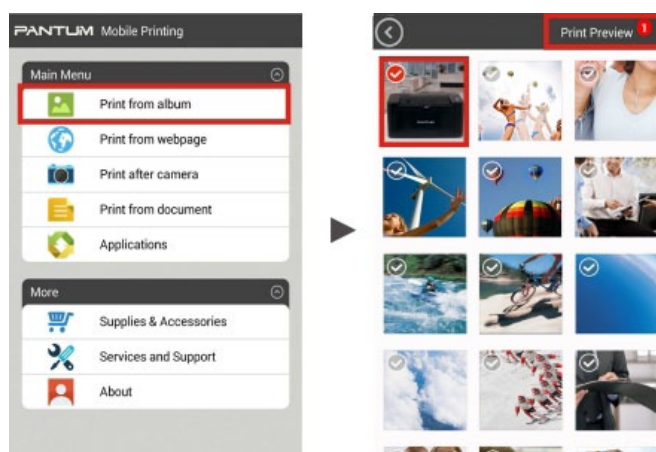 PANTUM Mobile Printing
Main Menu
Print from album
Print from webpage
Print after camera
Print from document
Applications
More
Supplies & Accessories
Services and Support
About
Print Preview 1